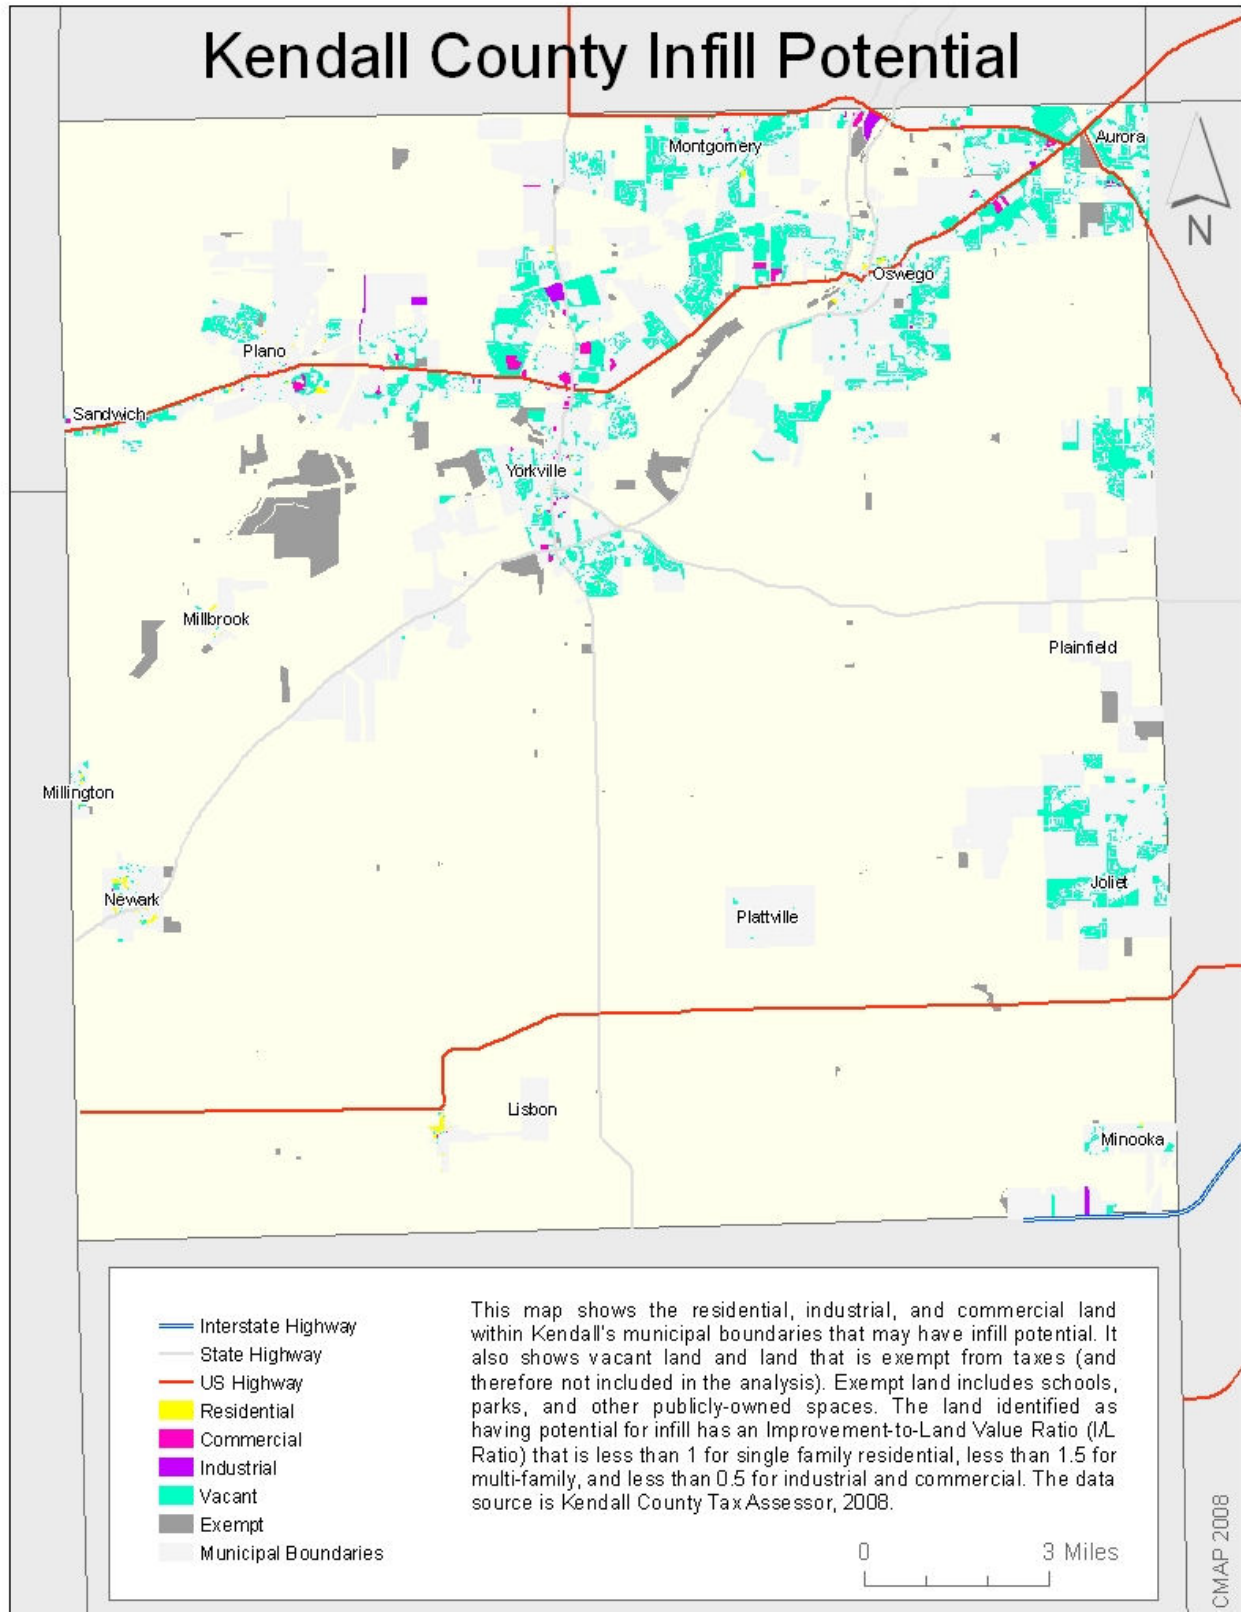 Kendall County Infill Potential
Aurora
Montgomery
N
Oswego
Plano
Sandwich
Yorkville
Millbrook
Plainfield
Millington
Joliet
Newark
Plattville
Lisbon
Minooka
Interstate Highway
State Highway
US Highway
Residential
Commercial
Industrial
Vacant
Exempt
Municipal Boundaries
This map shows the residential, industrial, and commercial land
within Kendall's municipal boundaries that may have infill potential. It
also shows vacant land and land that is exempt from taxes (and
therefore not included in the analysis). Exempt land includes schools,
parks, and other publicly-owned spaces. The land identified as
having potential for infill has an Improvement-to-Land Value Ratio (I/L
Ratio) that is less than 1 for single family residential, less than 1.5 for
multi-family, and less than 0.5 for industrial and commercial. The data
source is Kendall County Tax Assessor, 2008.
0 3 Miles
CMAP 2008